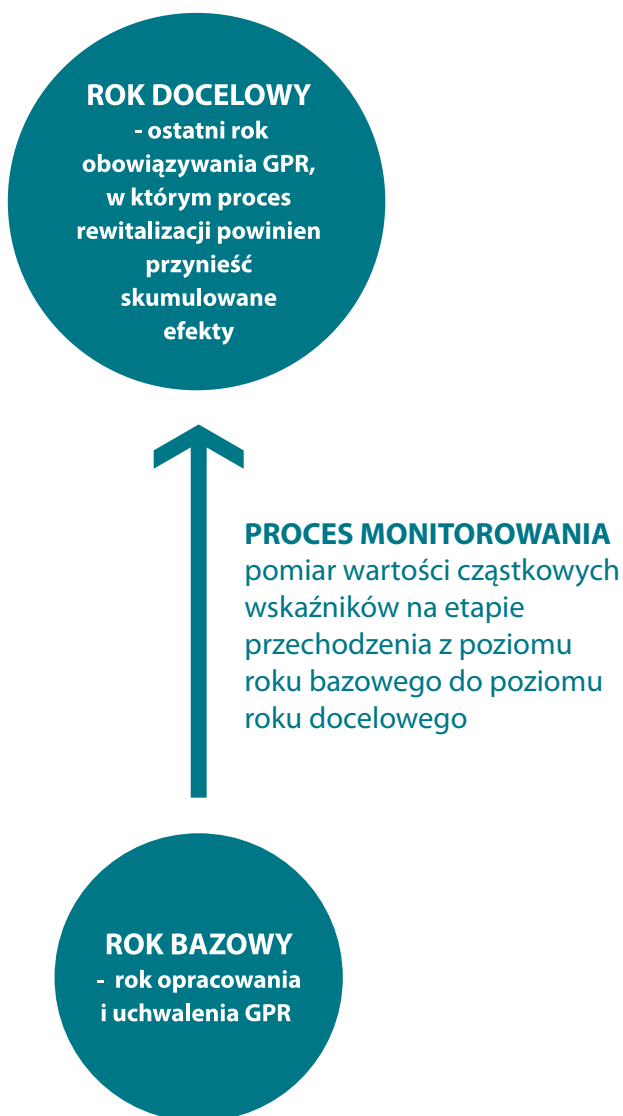 ROK DOCELOWY
- ostatni rok
obowiązywania GPR,
w którym proces
rewitalizacji powinien
przynieść
skumulowane
efekty
PROCES MONITOROWANIA
pomiar wartości cząstkowych
wskaźników na etapie
przechodzenia z poziomu
roku bazowego do poziomu
roku docelowego
ROK BAZOWY
- rok opracowania
i uchwalenia GPR